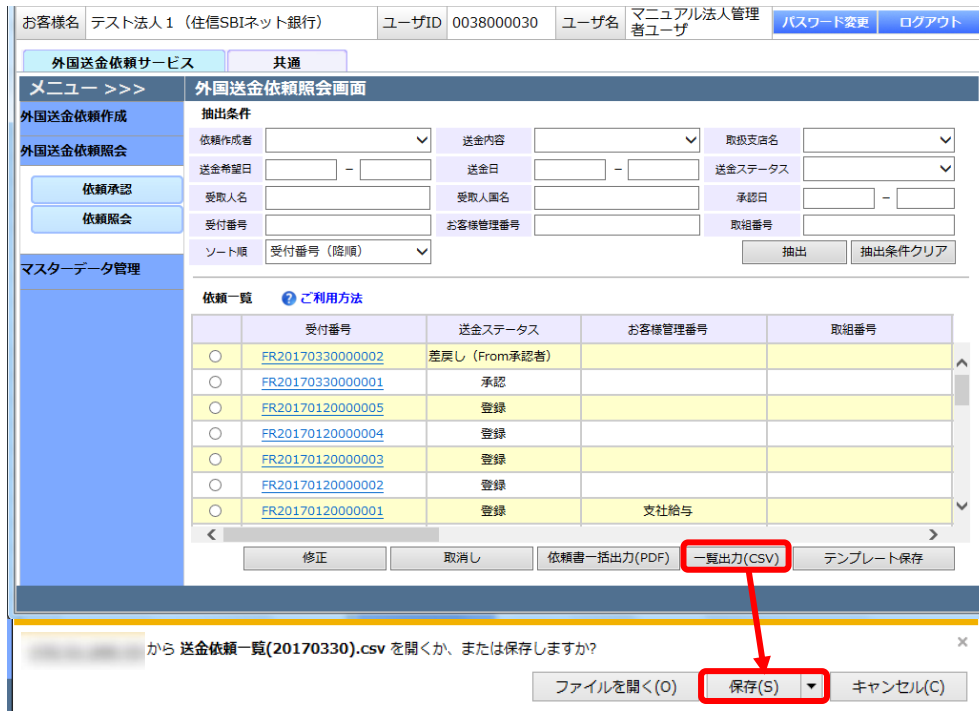 お客様名 テスト法人１（住信SBIネット銀行） ユーザID 0038000030 ユーザ名 マニュアル法人管理者ユーザ パスワード変更 ログアウト
外国送金依頼サービス 共通
メニュー >>> 外国送金依頼照会画面
外国送金依頼作成
外国送金依頼照会
依頼承認
依頼照会
マスターデータ管理
抽出条件
依頼作成者 送金内容 取扱支店名
送金希望日 － 送金日 － 送金ステータス
受取人名 受取人国名 承認日 －
受付番号 お客様管理番号 取組番号
ソート順 受付番号（降順） 抽出 抽出条件クリア
依頼一覧 ? ご利用方法
受付番号 送金ステータス お客様管理番号 取組番号
FR20170330000002 差戻し（From承認者）
FR20170330000001 承認
FR20170120000005 登録
FR20170120000004 登録
FR20170120000003 登録
FR20170120000002 登録
FR20170120000001 登録 支社給与
修正 取消し 依頼書一括出力(PDF) 一覧出力(CSV) テンプレート保存
から 送金依頼一覧(20170330).csv を開くか、または保存しますか? ×
ファイルを開く(O) 保存(S) ▼ キャンセル(C)